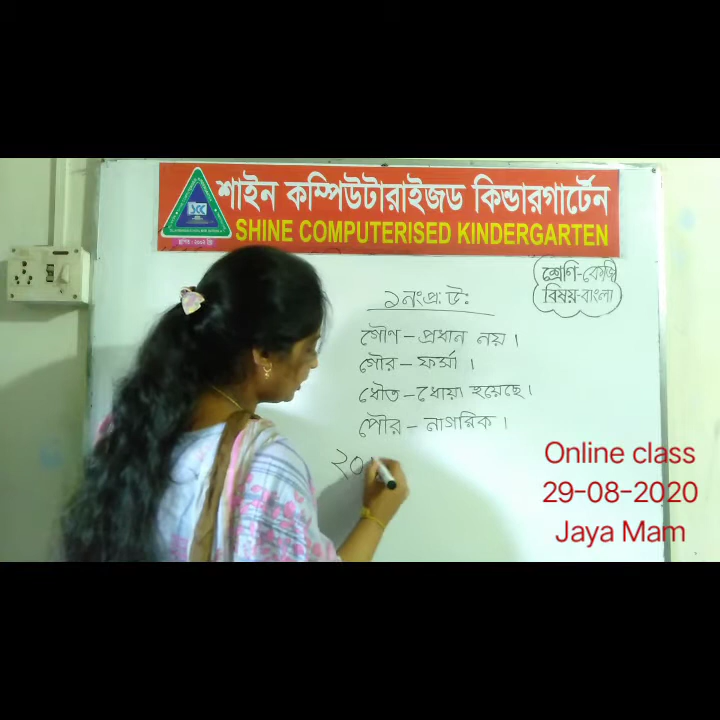 শাইন কম্পিউটারাইজড কিন্ডারগার্টেন
SHINE COMPUTERISED KINDERGARTEN
শ্রেণি-কেজি
বিষয়-বাংলা
১নংপ্র: উ:
গৌণ – প্রধান নয় ।
গৌর – ফর্সা ।
ধৌত – ধোয়া হয়েছে।
পৌর – নাগরিক ।
Online class
29-08-2020
Jaya Mam